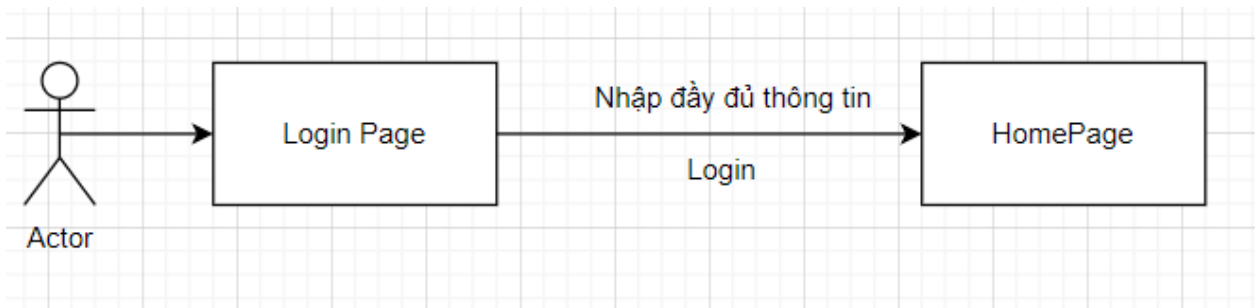 Nhập đầy đủ thông tin
Login Page
HomePage
Login
Actor